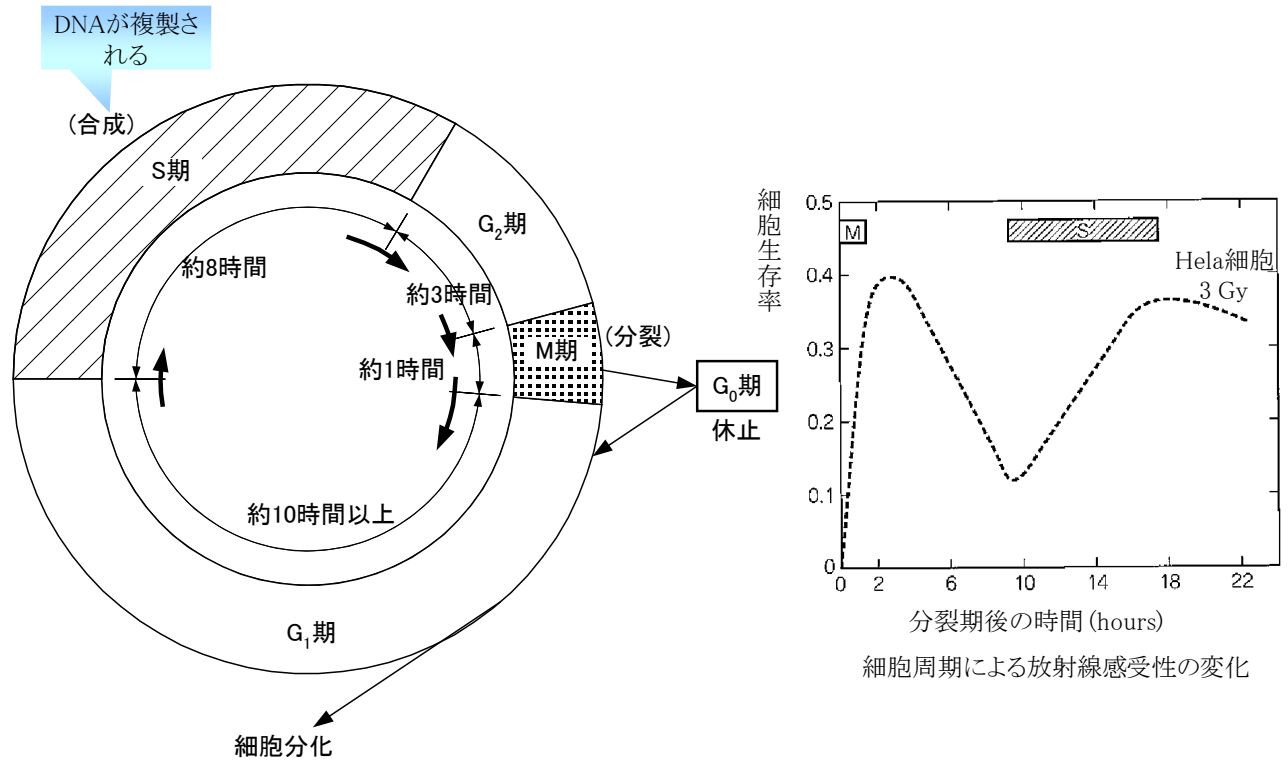 DNAが複製さ
れる
(合成)
S期
G₂期
約8時間
約3時間
M期
(分裂)
約1時間
G₀期
休止
約10時間以上
G₁期
細胞分化
細胞生存率
0.5
0.4
0.3
0.2
0.1
0
M
S
Hela細胞
3 Gy
0 2 6 10 14 18 22
分裂期後の時間 (hours)
細胞周期による放射線感受性の変化